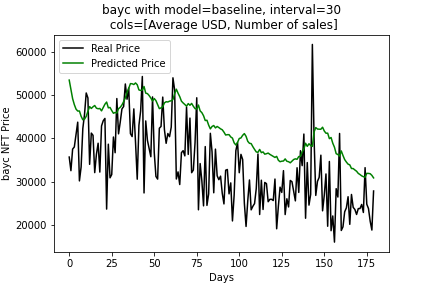 bayc with model=baseline, interval=30
cols=[Average USD, Number of sales]
Real Price
Predicted Price
bayc NFT Price
60000
50000
40000
30000
20000
0
25
50
75
100
125
150
175
Days